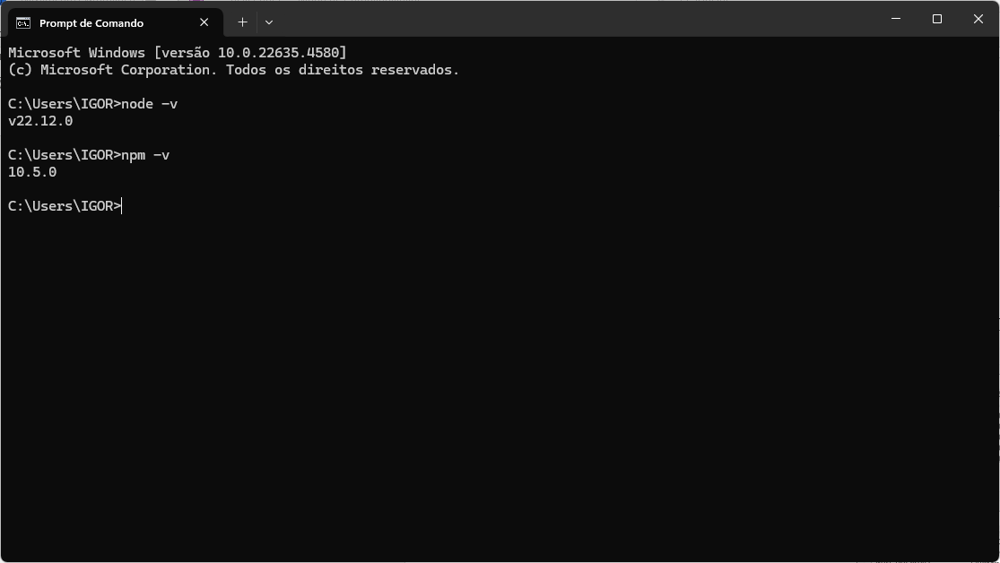 Prompt de Comando
Microsoft Windows [versão 10.0.22635.4580]
(c) Microsoft Corporation. Todos os direitos reservados.
C:\Users\IGOR>node -v
v22.12.0
C:\Users\IGOR>npm -v
10.5.0
C:\Users\IGOR>